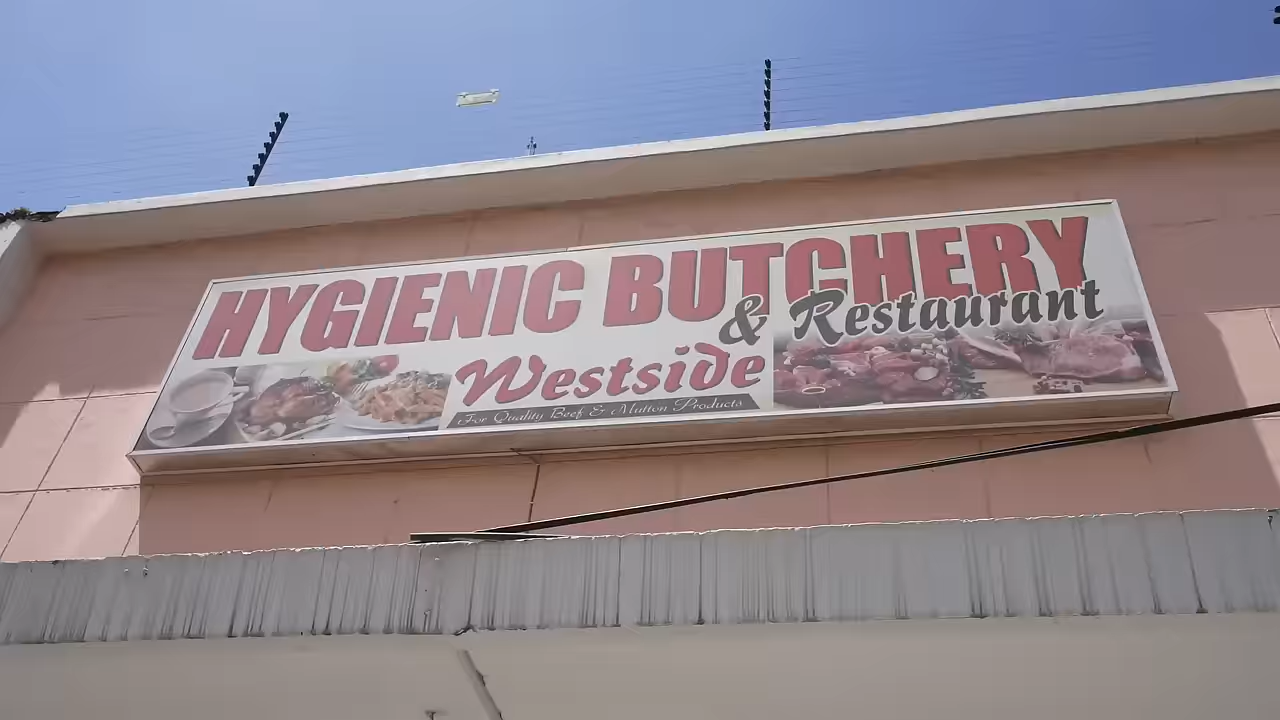 HYGIENIC BUTCHERY
& Restaurant
Westside
For Quality Beef & Mutton Products